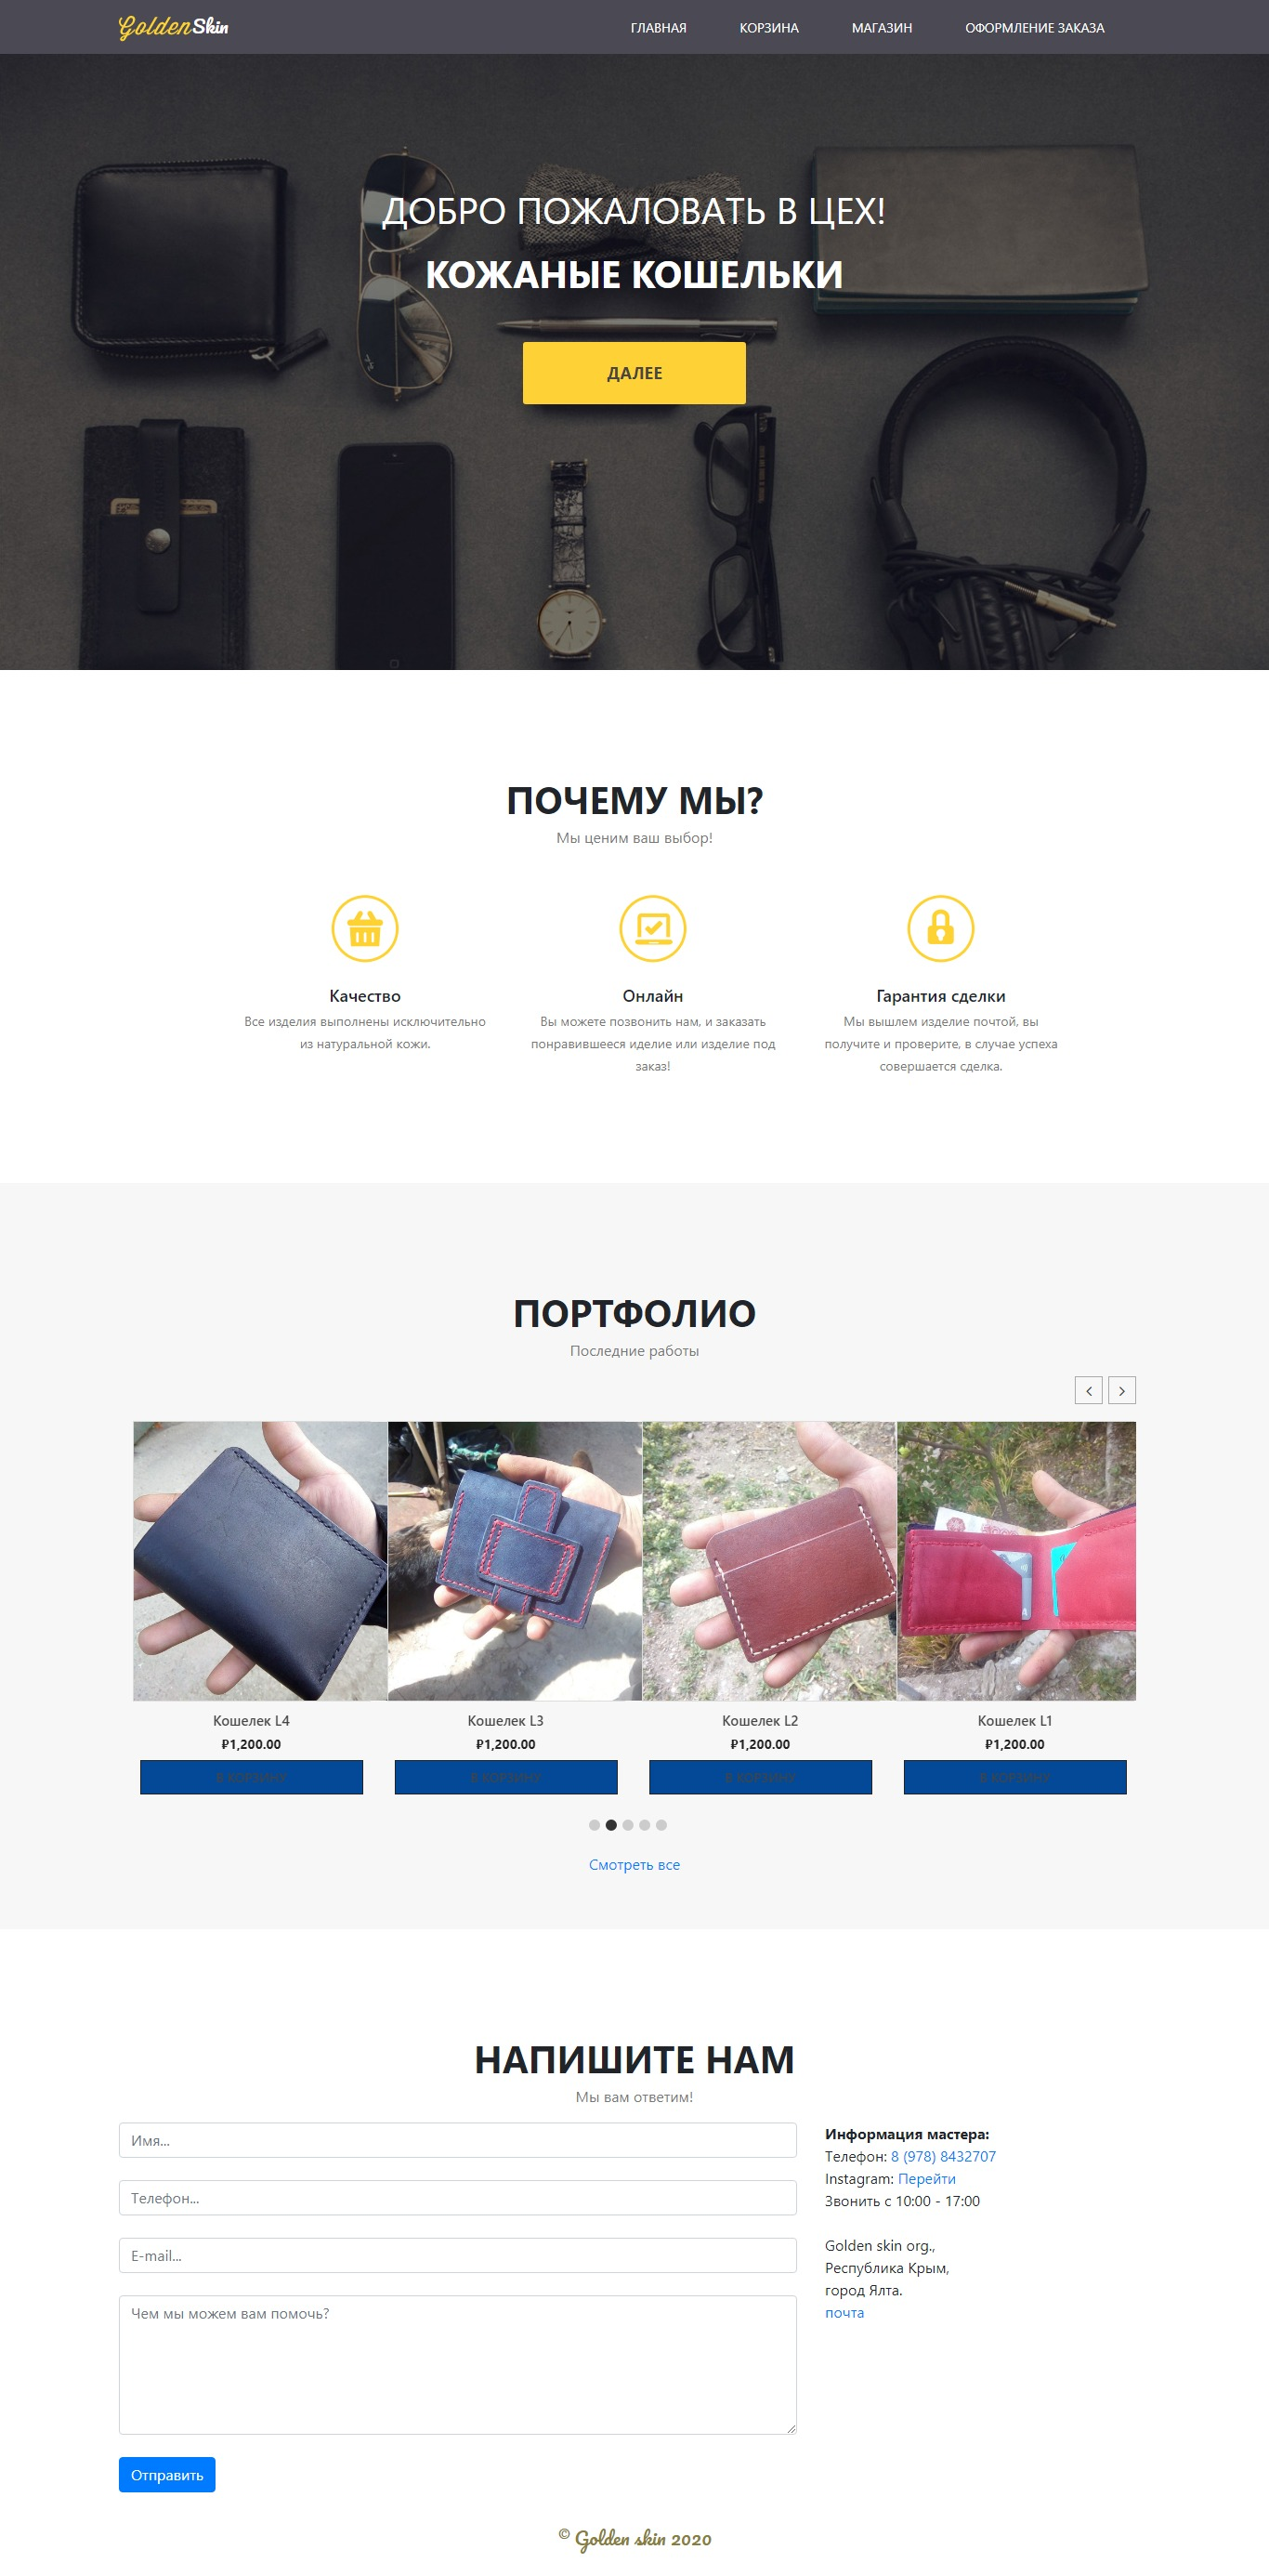 GoldenSkin
ГЛАВНАЯ КОРЗИНА МАГАЗИН ОФОРМЛЕНИЕ ЗАКАЗА
ДОБРО ПОЖАЛОВАТЬ В ЦЕХ!
КОЖАНЫЕ КОШЕЛЬКИ
ДАЛЕЕ
ПОЧЕМУ МЫ?
Мы ценим ваш выбор!
Качество
Все изделия выполнены исключительно
из натуральной кожи.
Онлайн
Вы можете позвонить нам, и заказать
понравившееся иделие или изделие под
заказ!
Гарантия сделки
Мы вышлем изделие почтой, вы
получите и проверите, в случае успеха
совершается сделка.
ПОРТФОЛИО
Последние работы
Кошелек L4
₽1,200.00
В КОРЗИНУ
Кошелек L3
₽1,200.00
В КОРЗИНУ
Кошелек L2
₽1,200.00
В КОРЗИНУ
Кошелек L1
₽1,200.00
В КОРЗИНУ
Смотреть все
НАПИШИТЕ НАМ
Мы вам ответим!
Имя...
Телефон...
E-mail...
Чем мы можем вам помочь?
Отправить
Информация мастера:
Телефон: 8 (978) 8432707
Instagram: Перейти
Звонить с 10:00 - 17:00
Golden skin org.,
Республика Крым,
город Ялта.
почта
© Golden skin 2020